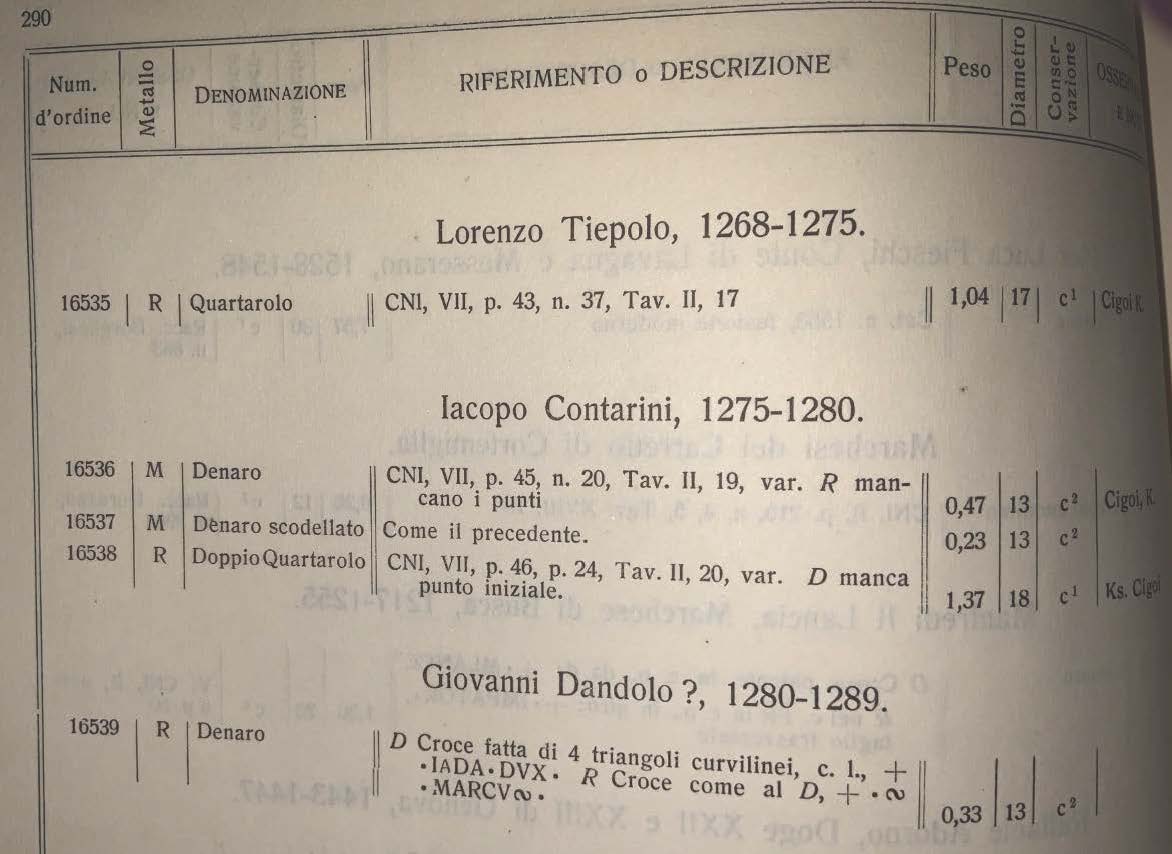 290
Num. d'ordine | Metallo | DENOMINAZIONE | RIFERIMENTO o DESCRIZIONE | Peso | Diametro | Conser-vazione
Lorenzo Tiepolo, 1268-1275.
16535 | R | Quartarolo | CNI, VII, p. 43, n. 37, Tav. II, 17 | 1,04 | 17 | c¹ | Cigoi K.
Iacopo Contarini, 1275-1280.
16536 | M | Denaro | CNI, VII, p. 45, n. 20, Tav. II, 19, var. R man-
cano i punti | 0,47 | 13 | c² | Cigoi, K.
16537 | M | Denaro scodellato | Come il precedente. | 0,23 | 13 | c²
16538 | R | Doppio Quartarolo | CNI, VII, p. 46, p. 24, Tav. II, 20, var. D manca
punto iniziale. | 1,37 | 18 | c¹ | Ks. Cigoi
Giovanni Dandolo ?, 1280-1289.
16539 | R | Denaro | D Croce fatta di 4 triangoli curvilinei, c. l., +
• IADA • DVX • R Croce come al D, + • ∾
• MARCV∾ • | 0,33 | 13 | c²